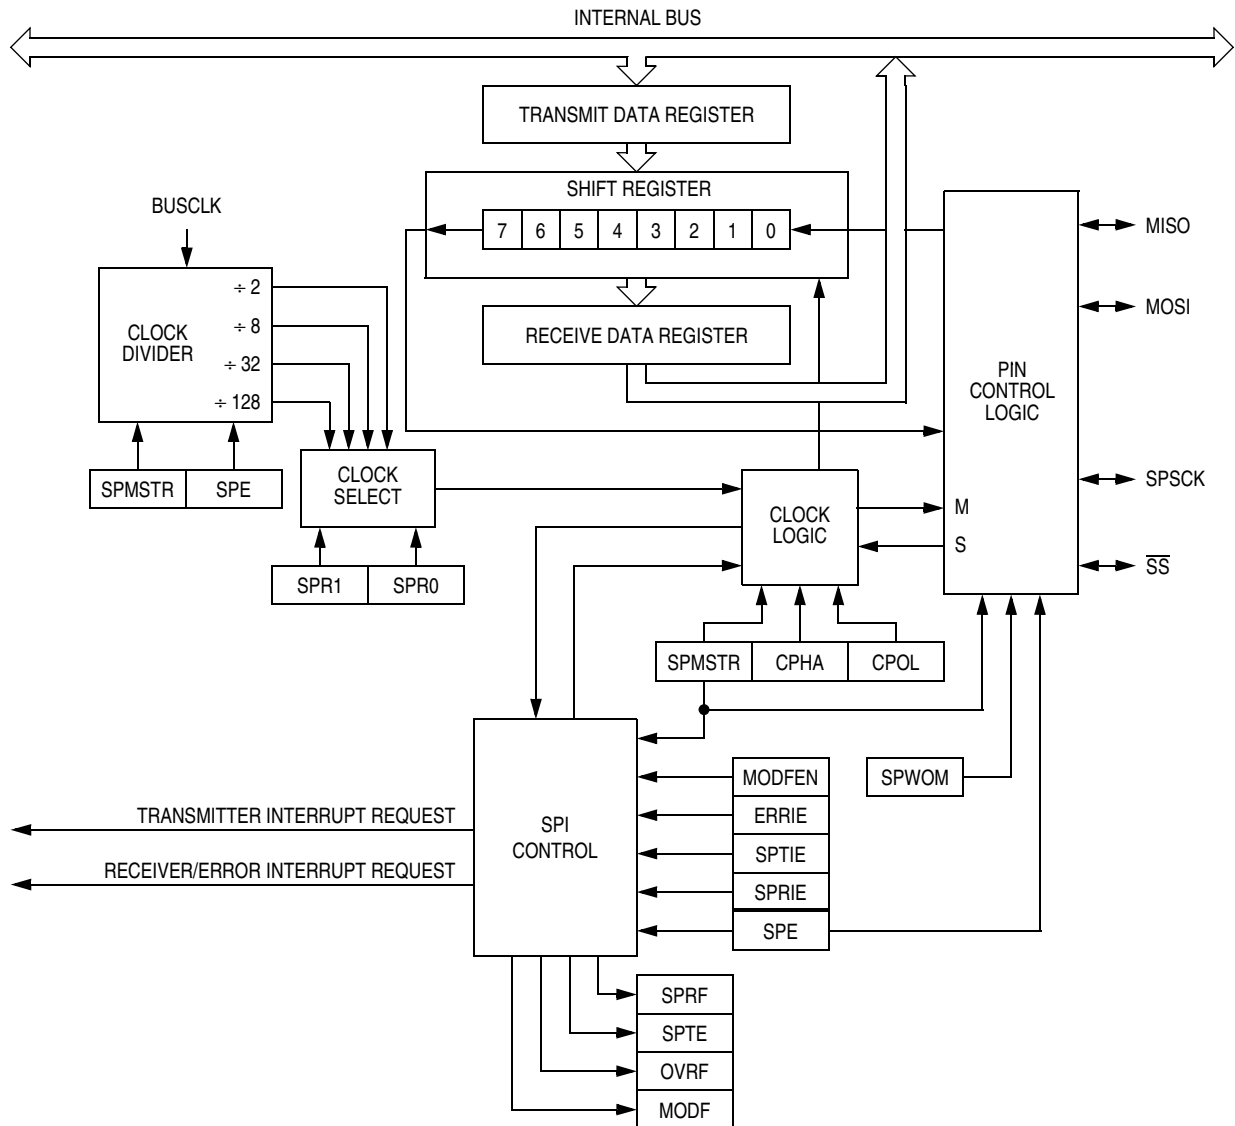 INTERNAL BUS
TRANSMIT DATA REGISTER
SHIFT REGISTER
7 6 5 4 3 2 1 0
RECEIVE DATA REGISTER
BUSCLK
CLOCK
DIVIDER
÷ 2
÷ 8
÷ 32
÷ 128
SPMSTR SPE
CLOCK
SELECT
SPR1 SPR0
CLOCK
LOGIC
PIN
CONTROL
LOGIC
M
S
MISO
MOSI
SPSCK
SS
SPMSTR CPHA CPOL
SPWOM
SPI
CONTROL
MODFEN
ERRIE
SPTIE
SPRIE
SPE
TRANSMITTER INTERRUPT REQUEST
RECEIVER/ERROR INTERRUPT REQUEST
SPRF
SPTE
OVRF
MODF